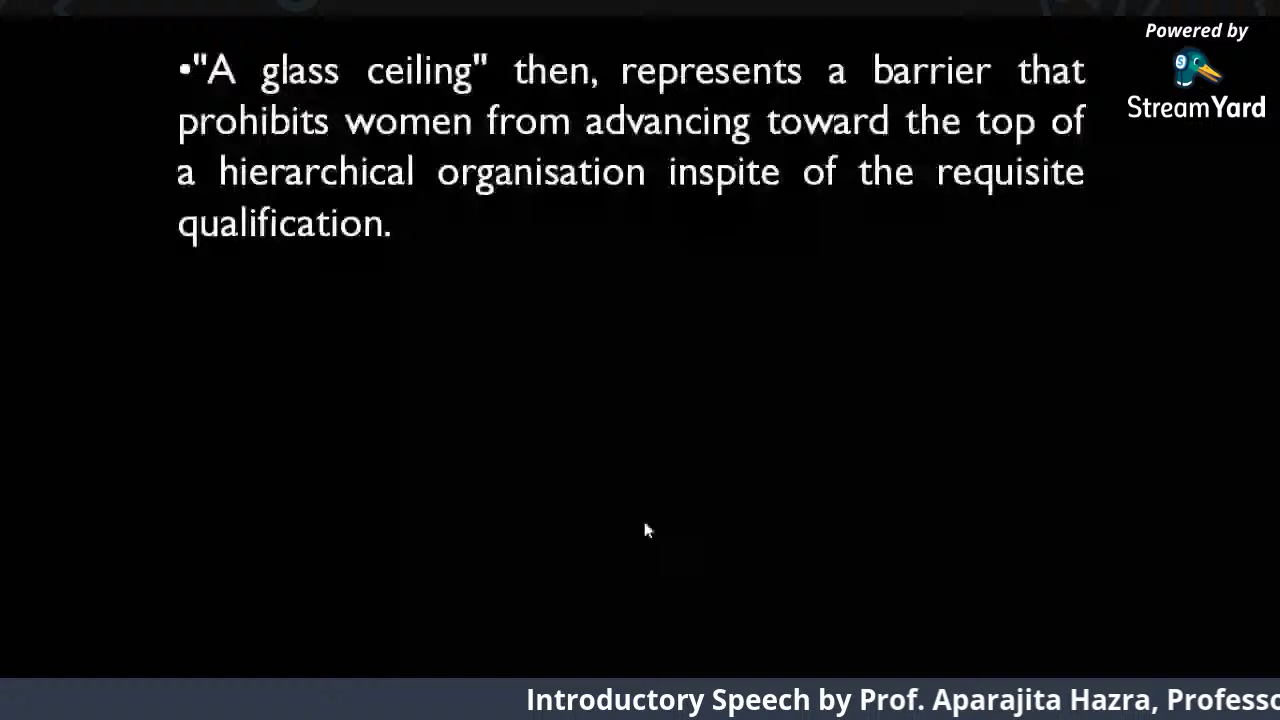 Powered by
StreamYard
•"A glass ceiling" then, represents a barrier that
prohibits women from advancing toward the top of
a hierarchical organisation inspite of the requisite
qualification.
Introductory Speech by Prof. Aparajita Hazra, Professo